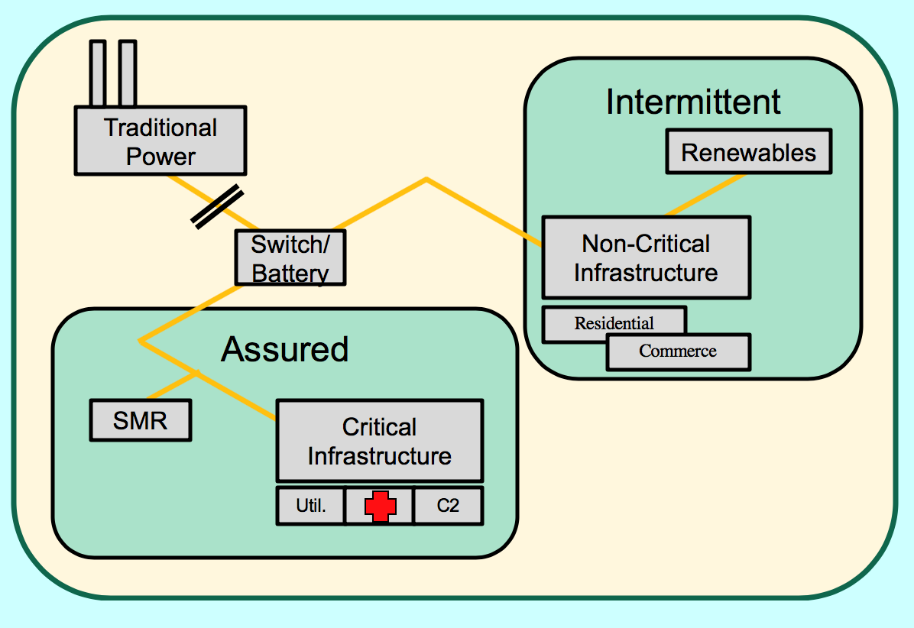 Traditional
Power
Intermittent
Renewables
Switch/
Battery
Non-Critical
Infrastructure
Residential
Commerce
Assured
SMR
Critical
Infrastructure
Util.
C2